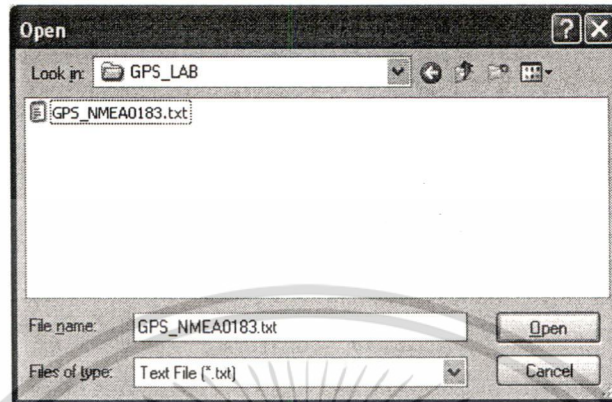 Open
Look in: GPS_LAB
GPS_NMEA0183.txt
File name: GPS_NMEA0183.txt Open
Files of type: Text File (*.txt) Cancel